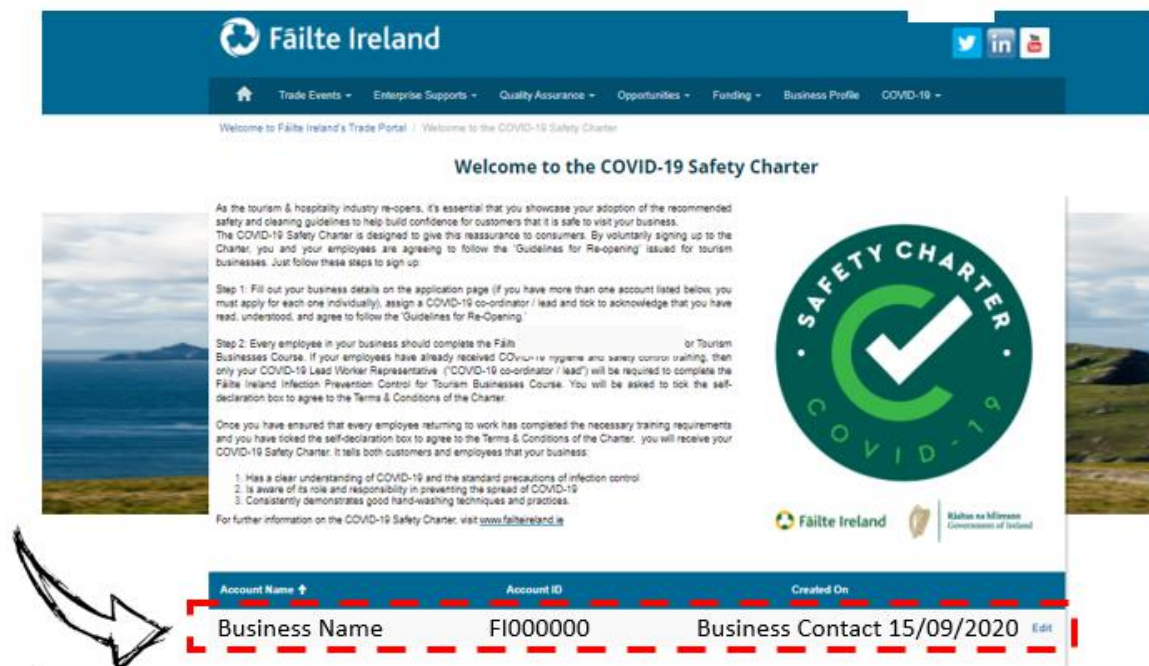 Fáilte Ireland
Trade Events
Enterprise Supports
Quality Assurance
Opportunities
Funding
Business Profile
COVID-19
Welcome to Fáilte Ireland's Trade Portal / Welcome to the COVID-19 Safety Charter
Welcome to the COVID-19 Safety Charter
As the tourism & hospitality industry re-opens, it's essential that you showcase your adoption of the recommended
safety and cleaning guidelines to help build confidence for customers that it is safe to visit your business.
The COVID-19 Safety Charter is designed to give this reassurance to consumers. By voluntarily signing up to the
Charter, you and your employees are agreeing to follow the 'Guidelines for Re-opening' issued for tourism
businesses. Just follow these steps to sign up:
Step 1: Fill out your business details on the application page (if you have more than one account listed below, you
must apply for each one individually), assign a COVID-19 co-ordinator / lead and tick to acknowledge that you have
read, understood, and agree to follow the 'Guidelines for Re-Opening.'
Step 2: Every employee in your business should complete the Fáilt or Tourism
Businesses Course. If your employees have already received COVID-19 hygiene and safety control training, then
only your COVID-19 Lead Worker Representative ("COVID-19 co-ordinator / lead") will be required to complete the
Fáilte Ireland Infection Prevention Control for Tourism Businesses Course. You will be asked to tick the self-
declaration box to agree to the Terms & Conditions of the Charter.
Once you have ensured that every employee returning to work has completed the necessary training requirements
and you have ticked the self-declaration box to agree to the Terms & Conditions of the Charter, you will receive your
COVID-19 Safety Charter. It tells both customers and employees that your business:
1. Has a clear understanding of COVID-19 and the standard precautions of infection control
2. Is aware of its role and responsibility in preventing the spread of COVID-19
3. Consistently demonstrates good hand-washing techniques and practices.
For further information on the COVID-19 Safety Charter, visit www.failteireland.ie
SAFETY CHARTER
COVID-19
Fáilte Ireland
Rialtas na hÉireann
Government of Ireland
Account Name
Account ID
Created On
Business Name
FI000000
Business Contact 15/09/2020
Edit